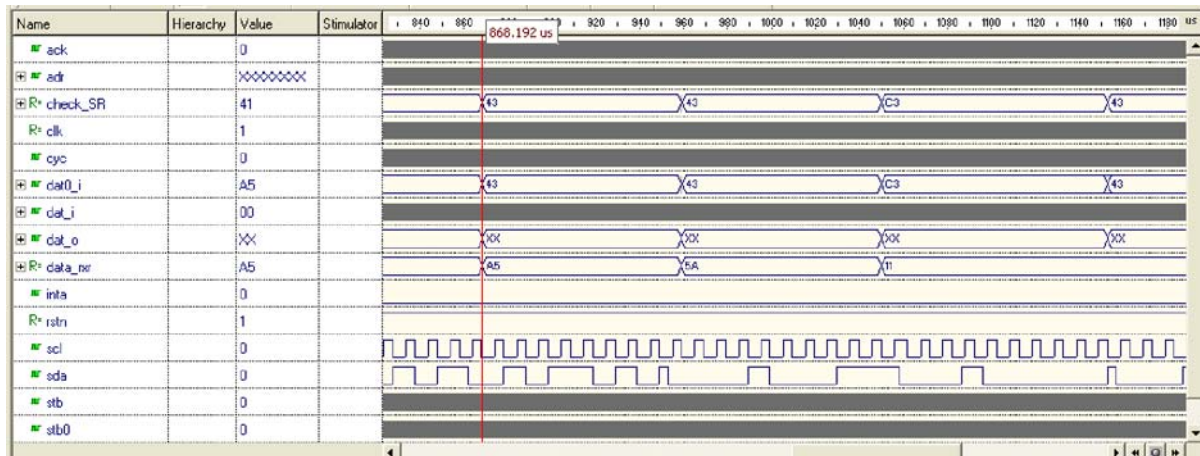 Name Hierarchy Value Stimulator 840 860 920 940 960 980 1000 1020 1040 1060 1080 1100 1120 1140 1160 1180 us
868.192 us
ack 0
adr XXXXXXXX
check_SR 41 43 43 C3 43
clk 1
cyc 0
dat0_i A5 43 43 C3 43
dat_i 00
dat_o XX XX XX XX XX
data_rxr A5 A5 5A 11
inta 0
rstn 1
scl 0
sda 0
stb 0
stb0 0